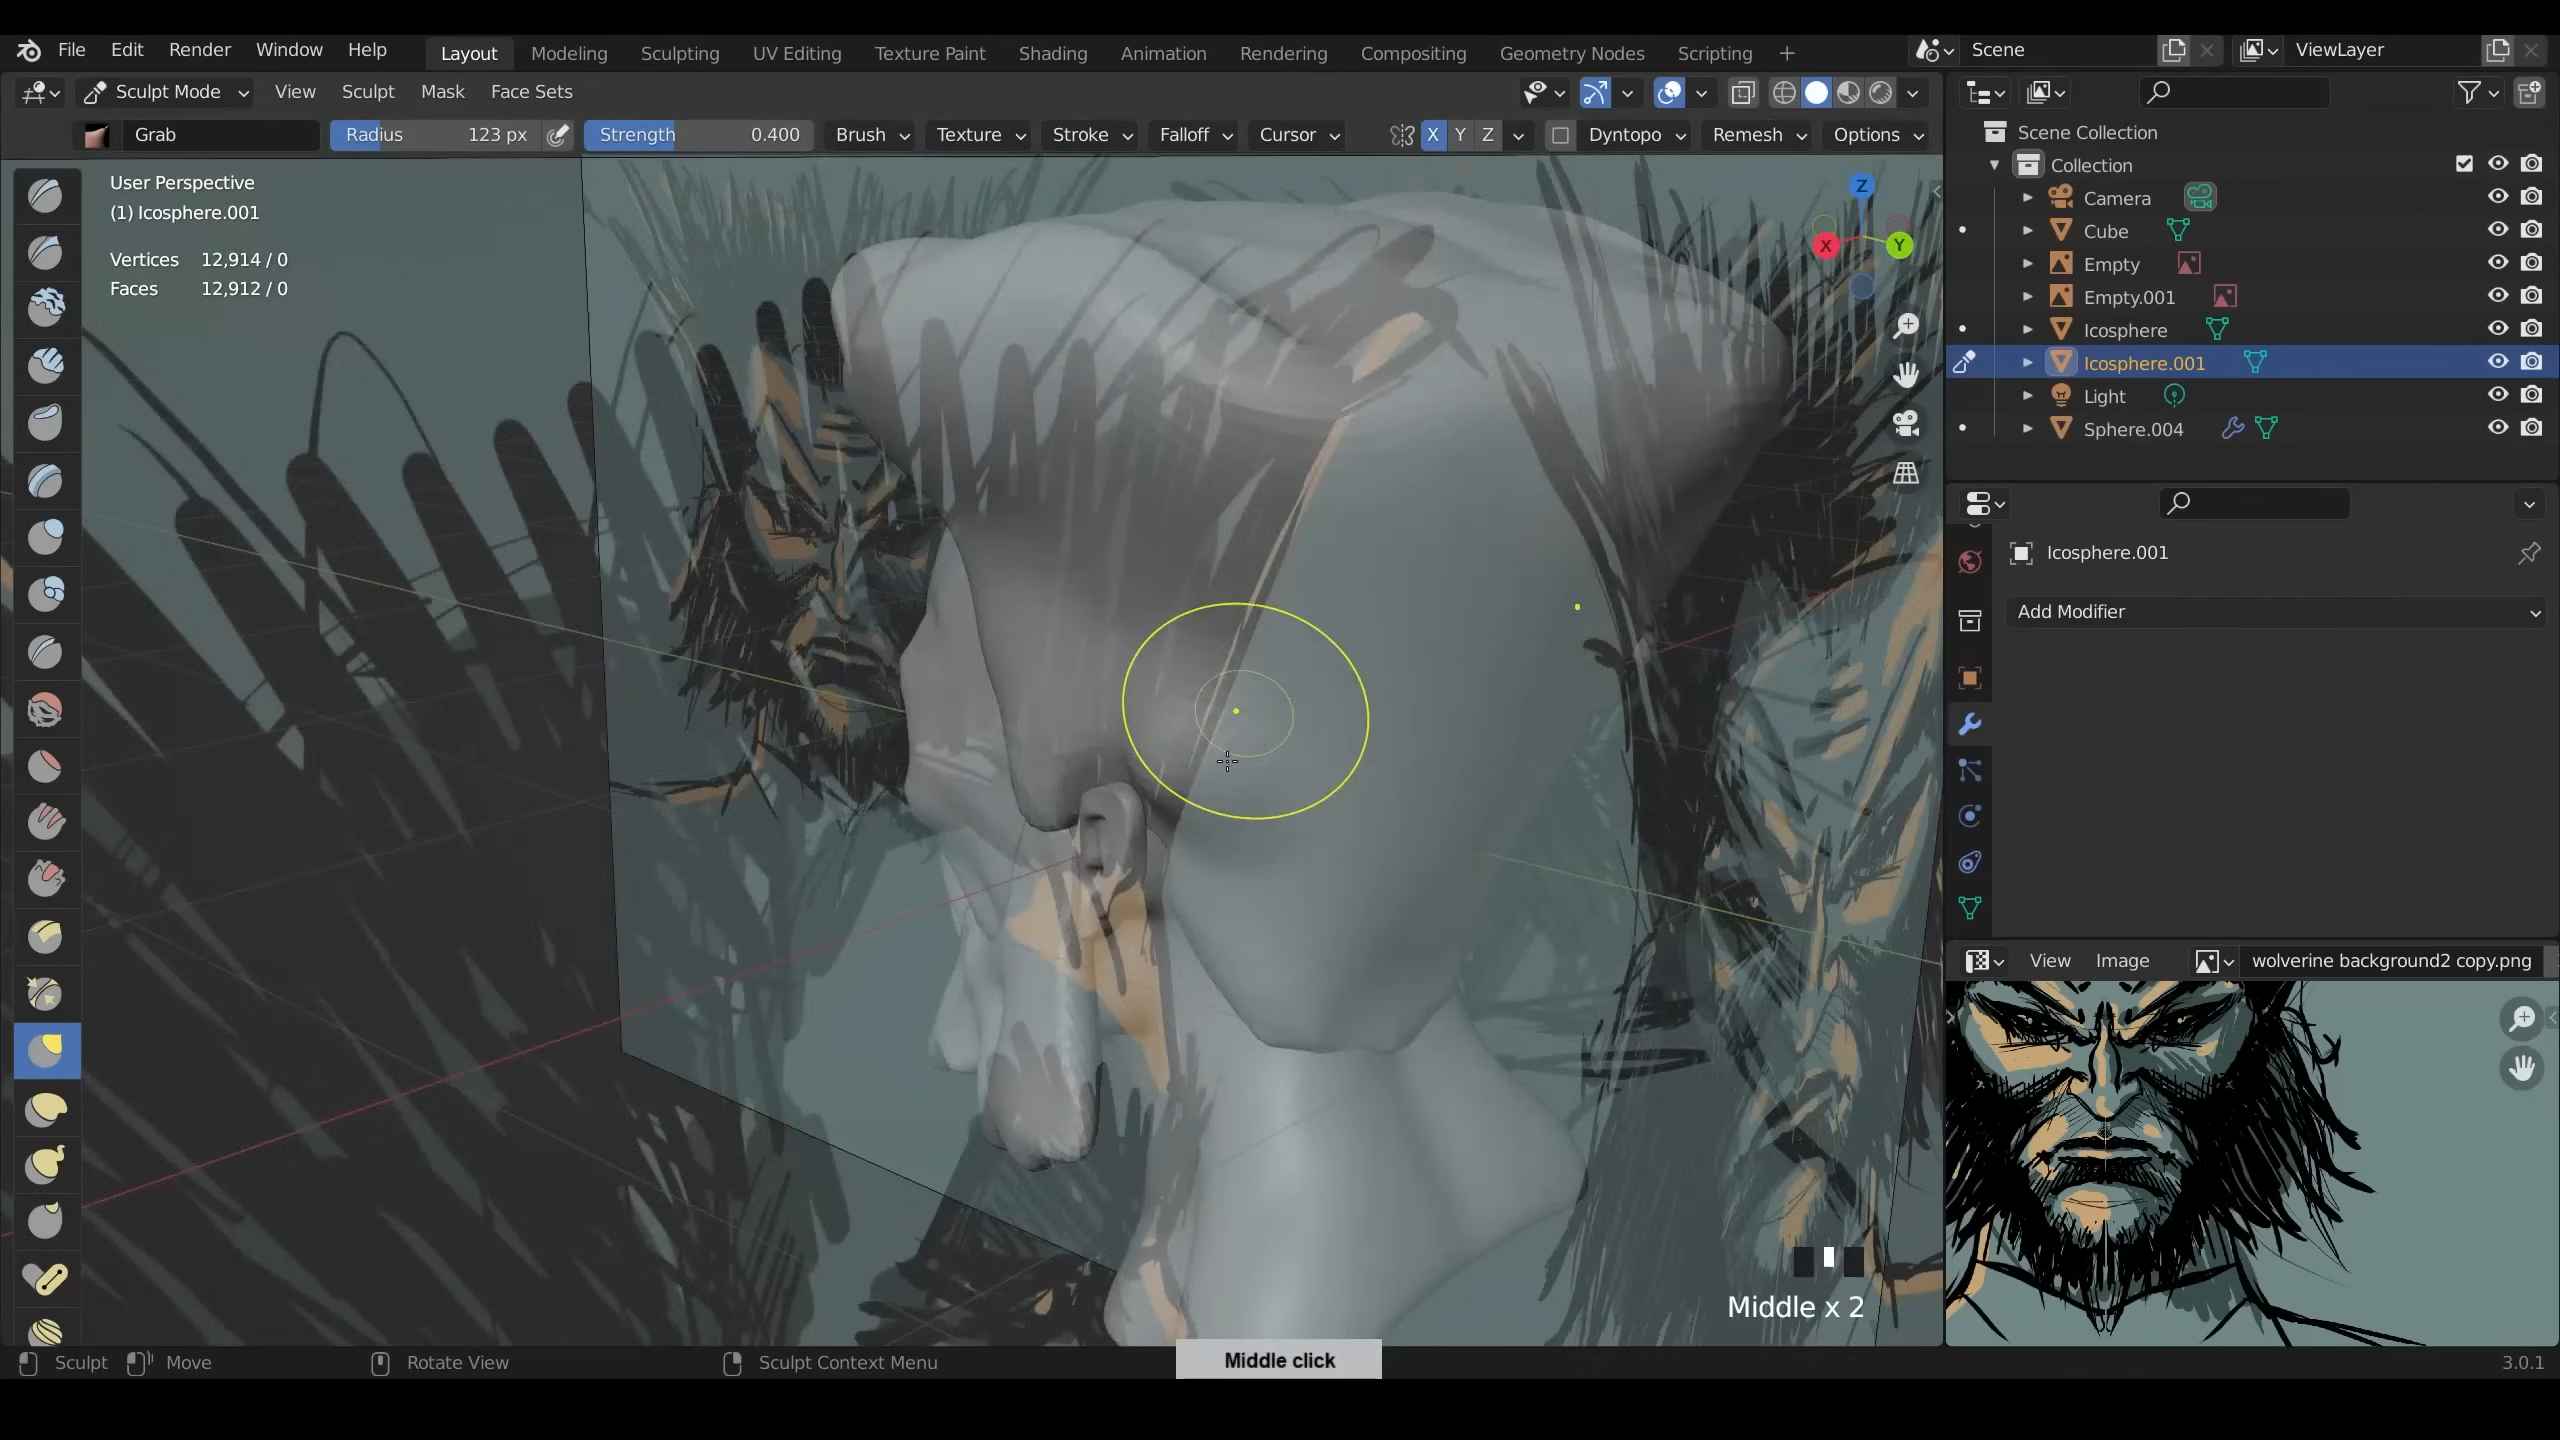 File Edit Render Window Help Layout Modeling Sculpting UV Editing Texture Paint Shading Animation Rendering Compositing Geometry Nodes Scripting + Scene ViewLayer
Sculpt Mode View Sculpt Mask Face Sets
Grab Radius 123 px Strength 0.400 Brush Texture Stroke Falloff Cursor X Y Z Dyntopo Remesh Options
User Perspective
(1) Icosphere.001
Vertices 12,914 / 0
Faces 12,912 / 0
Z
X Y
Scene Collection
Collection
Camera
Cube
Empty
Empty.001
Icosphere
Icosphere.001
Light
Sphere.004
Icosphere.001
Add Modifier
View Image wolverine background2 copy.png
Middle x 2
Sculpt Move Rotate View Sculpt Context Menu 3.0.1
Middle click